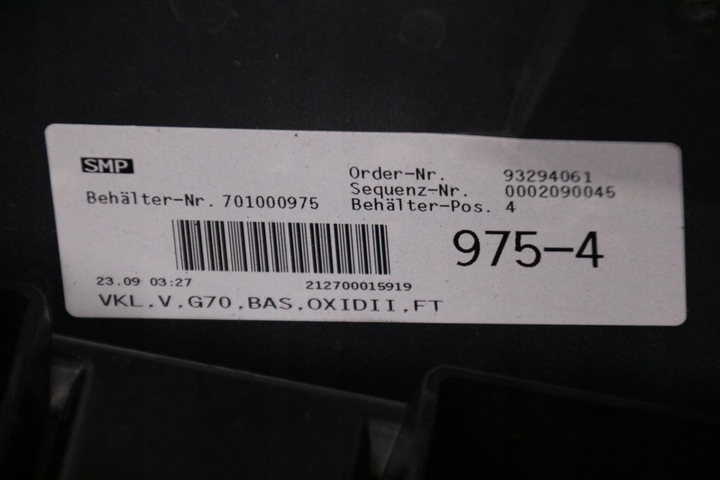 SMP
Order-Nr. 93294061
Sequenz-Nr. 0002090045
Behälter-Nr. 701000975 Behälter-Pos. 4
975-4
23.09 03:27 212700015919
VKL.V.G70.BAS.OXIDII.FT